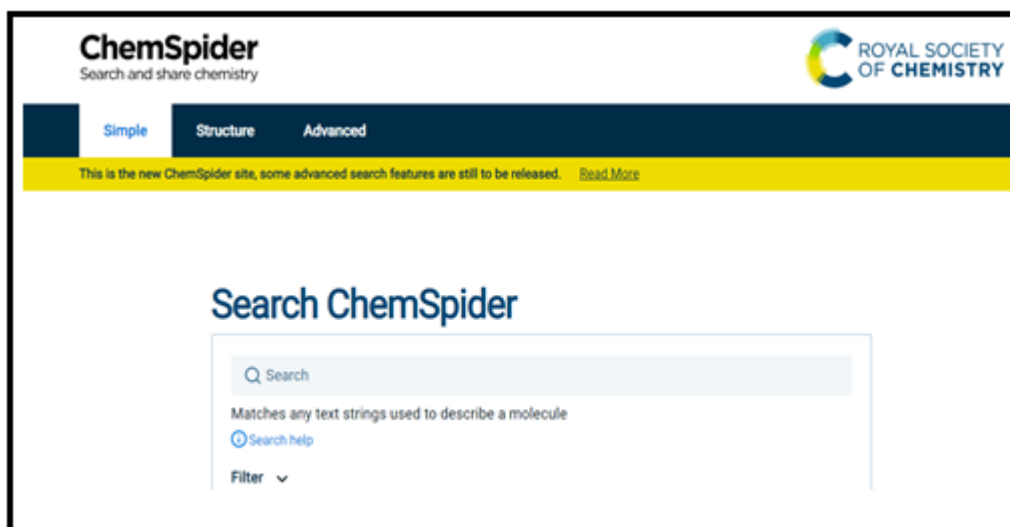 ChemSpider
Search and share chemistry
ROYAL SOCIETY
OF CHEMISTRY
Simple Structure Advanced
This is the new ChemSpider site, some advanced search features are still to be released. Read More
Search ChemSpider
Search
Matches any text strings used to describe a molecule
Search help
Filter